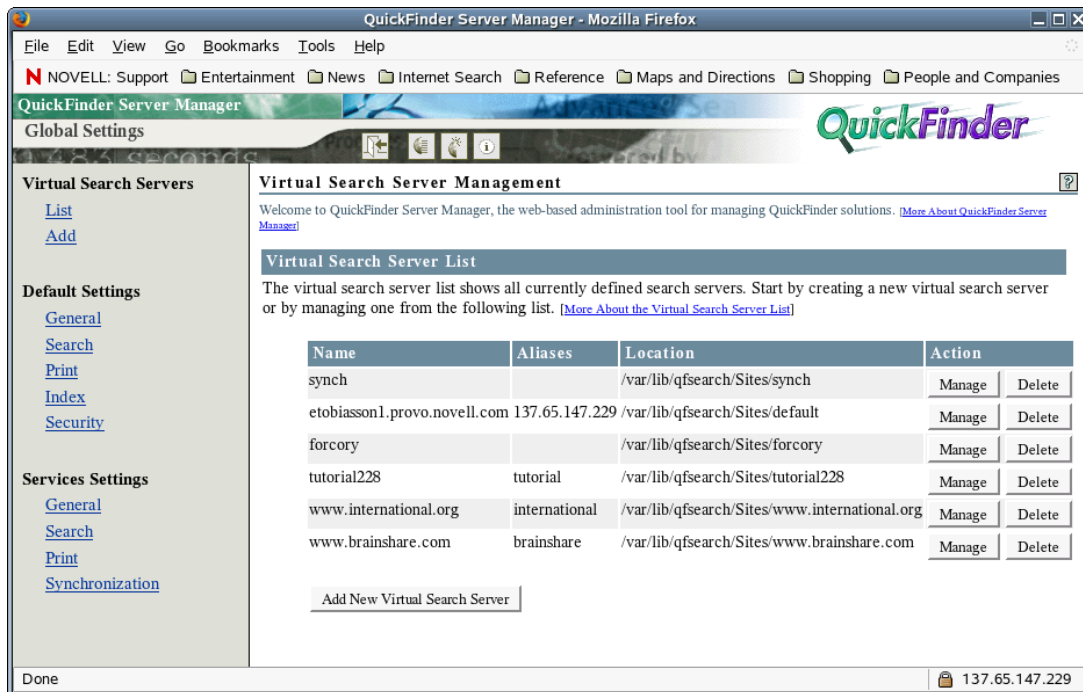 QuickFinder Server Manager - Mozilla Firefox
File Edit View Go Bookmarks Tools Help
NOVELL: Support Entertainment News Internet Search Reference Maps and Directions Shopping People and Companies
QuickFinder Server Manager
Global Settings
QuickFinder
Virtual Search Servers
List
Add
Default Settings
General
Search
Print
Index
Security
Services Settings
General
Search
Print
Synchronization
Virtual Search Server Management
Welcome to QuickFinder Server Manager, the web-based administration tool for managing QuickFinder solutions. [More About QuickFinder Server
Manager]
Virtual Search Server List
The virtual search server list shows all currently defined search servers. Start by creating a new virtual search server
or by managing one from the following list. [More About the Virtual Search Server List]
Name Aliases Location Action
synch /var/lib/qfsearch/Sites/synch Manage Delete
etobiasson1.provo.novell.com 137.65.147.229 /var/lib/qfsearch/Sites/default Manage Delete
forcory /var/lib/qfsearch/Sites/forcory Manage Delete
tutorial228 tutorial /var/lib/qfsearch/Sites/tutorial228 Manage Delete
www.international.org international /var/lib/qfsearch/Sites/www.international.org Manage Delete
www.brainshare.com brainshare /var/lib/qfsearch/Sites/www.brainshare.com Manage Delete
Add New Virtual Search Server
Done 137.65.147.229